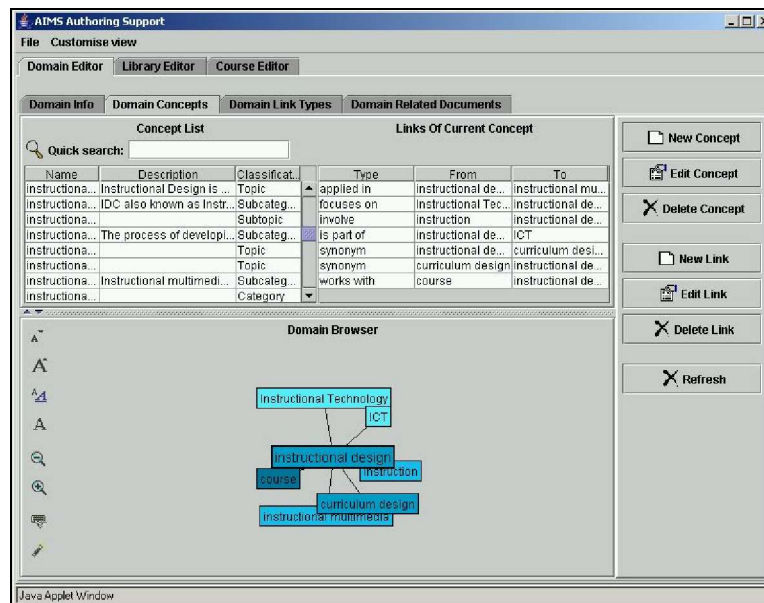 AIMS Authoring Support
File Customise view
Domain Editor Library Editor Course Editor
Domain Info Domain Concepts Domain Link Types Domain Related Documents
Concept List Links Of Current Concept
Quick search:
Name Description Classificat... Type From To
instructiona... Instructional Design is ... Topic applied in instructional de... instructional mu...
instructiona... IDC also known as Instr... Subcateg... focuses on Instructional Tec... instructional de...
instructiona... Subtopic involve instruction instructional de...
instructiona... The process of developi... Subcateg... is part of instructional de... ICT
instructiona... Topic synonym instructional de... curriculum desi...
instructiona... Topic synonym curriculum design instructional de...
instructiona... Instructional multimedi... Subcateg... works with course instructional de...
instructiona... Category
New Concept
Edit Concept
Delete Concept
New Link
Edit Link
Delete Link
Refresh
Domain Browser
A
A
AA
A
Instructional Technology
ICT
instructional design
instruction
course
curriculum design
instructional multimedia
Java Applet Window